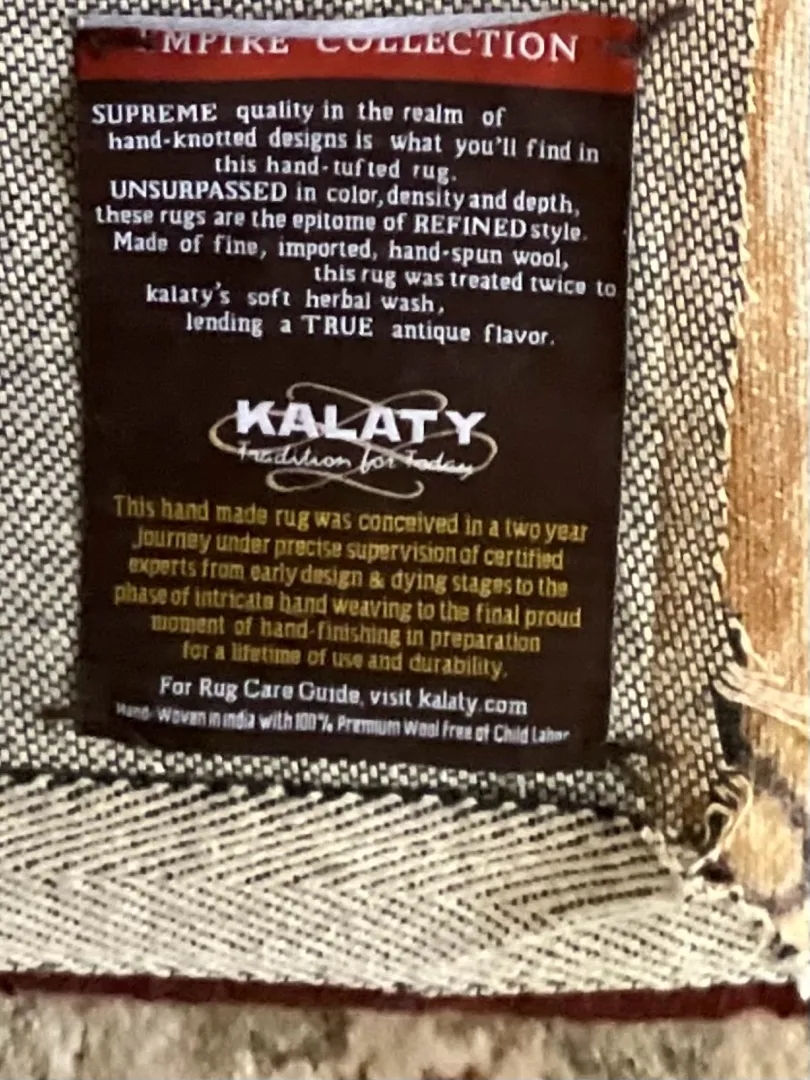 EMPIRE COLLECTION
SUPREME quality in the realm of
hand-knotted designs is what you'll find in
this hand-tufted rug.
UNSURPASSED in color, density and depth,
these rugs are the epitome of REFINED style.
Made of fine, imported, hand-spun wool,
this rug was treated twice to
kalaty's soft herbal wash,
lending a TRUE antique flavor.
KALATY
Tradition for Today
This hand made rug was conceived in a two year
Journey under precise supervision of certified
experts from early design & dying stages to the
phase of intricate hand weaving to the final proud
moment of hand-finishing in preparation
for a lifetime of use and durability.
For Rug Care Guide, visit kalaty.com
Hand-Woven in india with 100% Premium Wool free of Child Labor